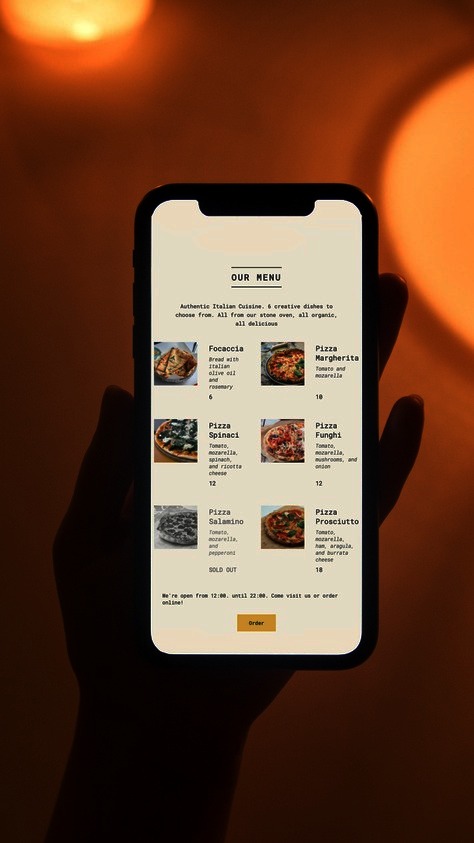 OUR MENU
Authentic Italian Cuisine. 6 creative dishes to
choose from. All from our stone oven, all organic,
all delicious
Focaccia
Bread with
italian
olive oil
and
rosemary
6
Pizza
Margherita
Tomato and
mozarella
10
Pizza
Spinaci
Tomato,
mozarella,
spinach,
and ricotta
cheese
12
Pizza
Funghi
Tomato,
mozarella,
mushrooms, and
onion
12
Pizza
Salamino
Tomato,
mozarella,
and
pepperoni
SOLD OUT
Pizza
Prosciutto
Tomato,
mozarella,
ham, aragula,
and burrata
cheese
18
We're open from 12:00. until 22:00. Come visit us or order
online!
Order